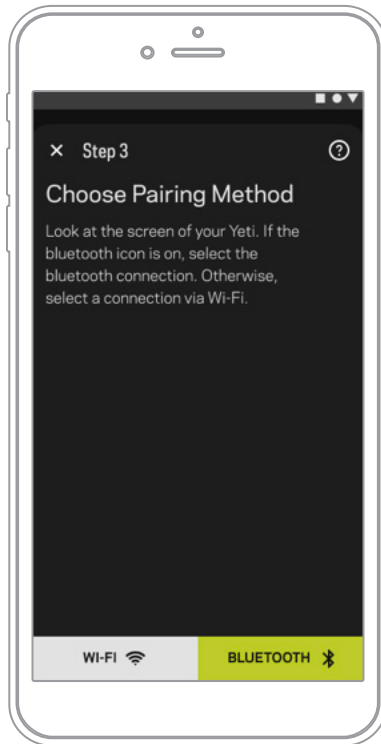 Step 3
Choose Pairing Method
Look at the screen of your Yeti. If the
bluetooth icon is on, select the
bluetooth connection. Otherwise,
select a connection via Wi-Fi.
WI-FI
BLUETOOTH